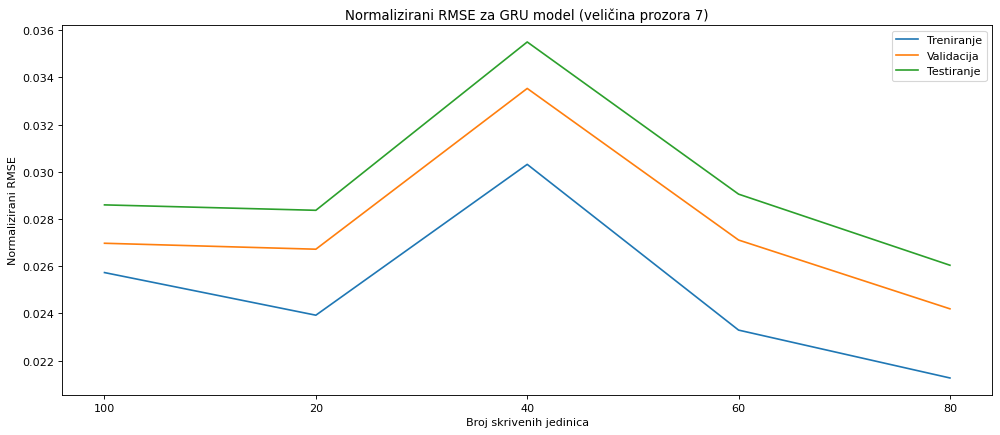 Normalizirani RMSE za GRU model (veličina prozora 7)
Treniranje
Validacija
Testiranje
Normalizirani RMSE
0.036
0.034
0.032
0.030
0.028
0.026
0.024
0.022
100 20 40 60 80
Broj skrivenih jedinica